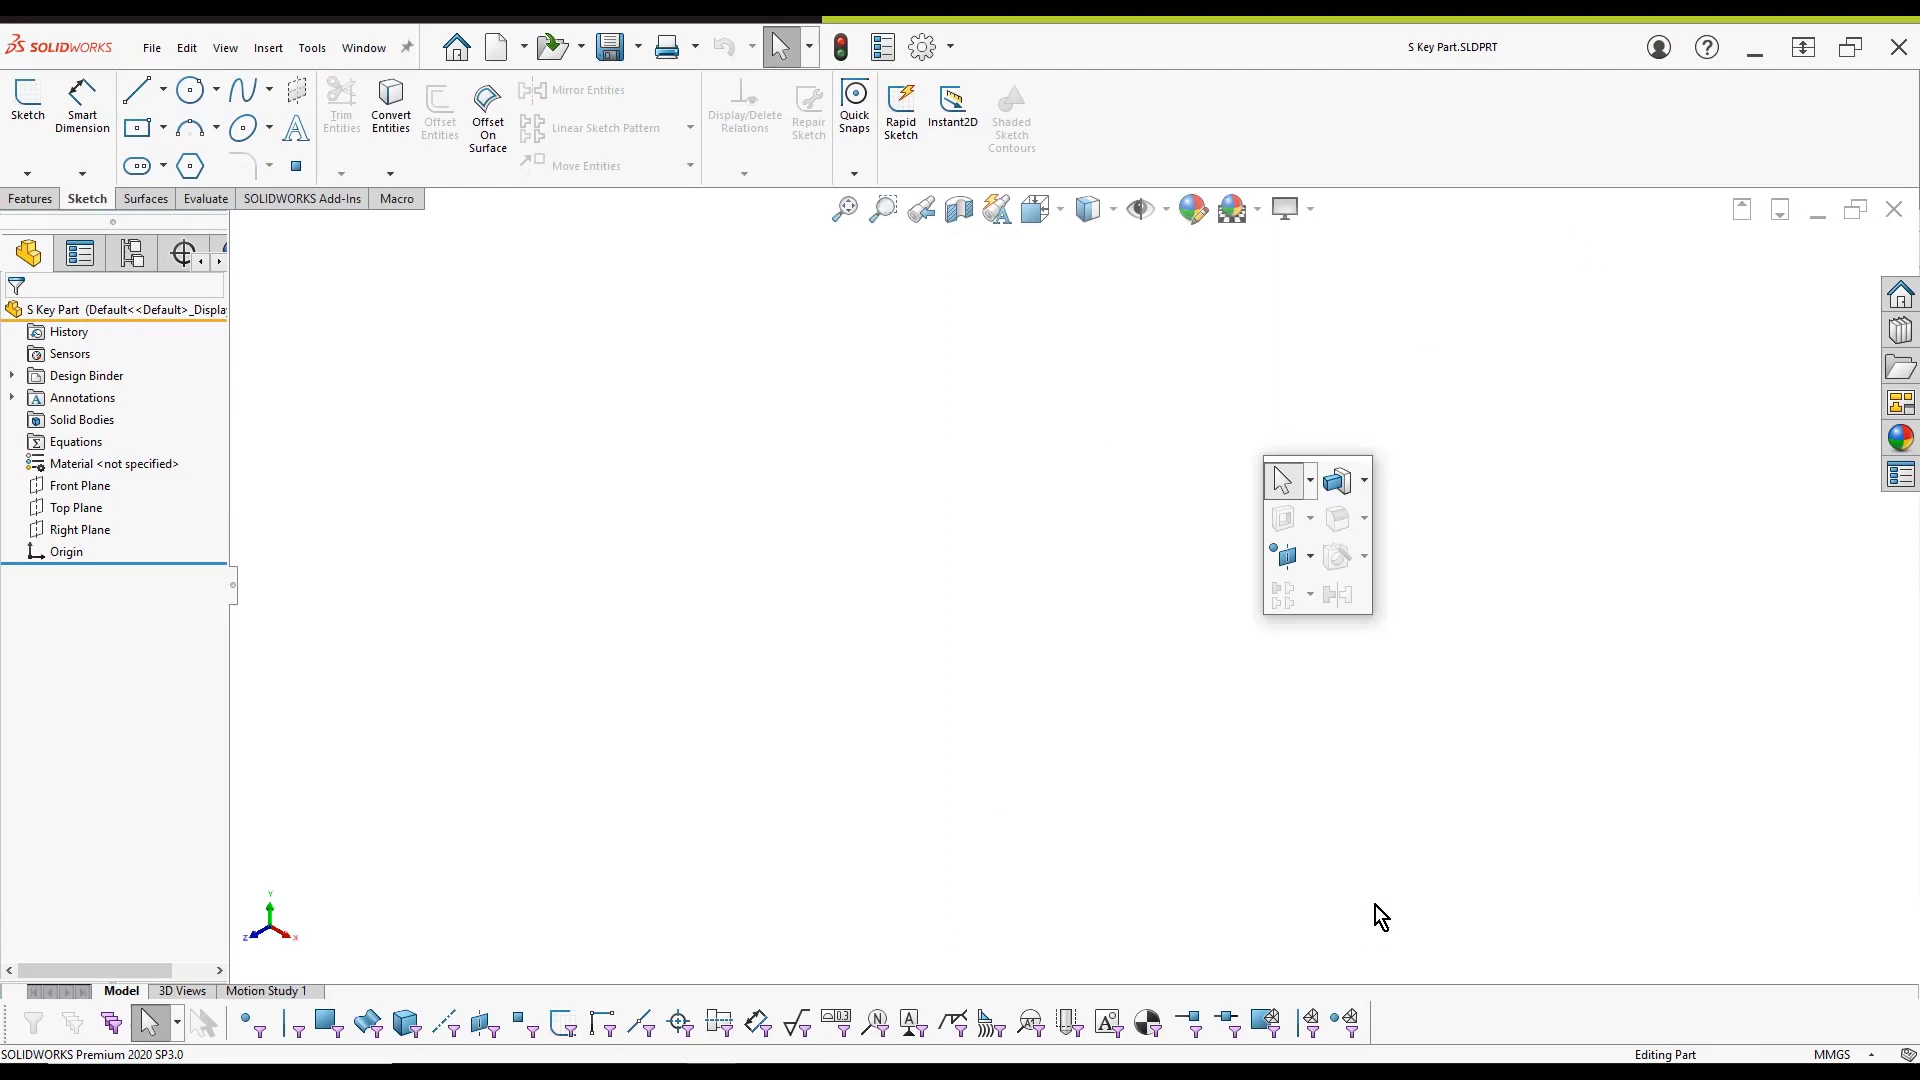 SOLIDWORKS File Edit View Insert Tools Window S Key Part.SLDPRT
Sketch Smart Dimension Trim Entities Convert Entities Offset Entities Offset On Surface Mirror Entities Linear Sketch Pattern Move Entities Display/Delete Relations Repair Sketch Quick Snaps Rapid Sketch Instant2D Shaded Sketch Contours
Features Sketch Surfaces Evaluate SOLIDWORKS Add-Ins Macro
S Key Part (Default<<Default>_Displa
History
Sensors
Design Binder
Annotations
Solid Bodies
Equations
Material <not specified>
Front Plane
Top Plane
Right Plane
Origin
Y
Z X
Model 3D Views Motion Study 1
SOLIDWORKS Premium 2020 SP3.0 Editing Part MMGS